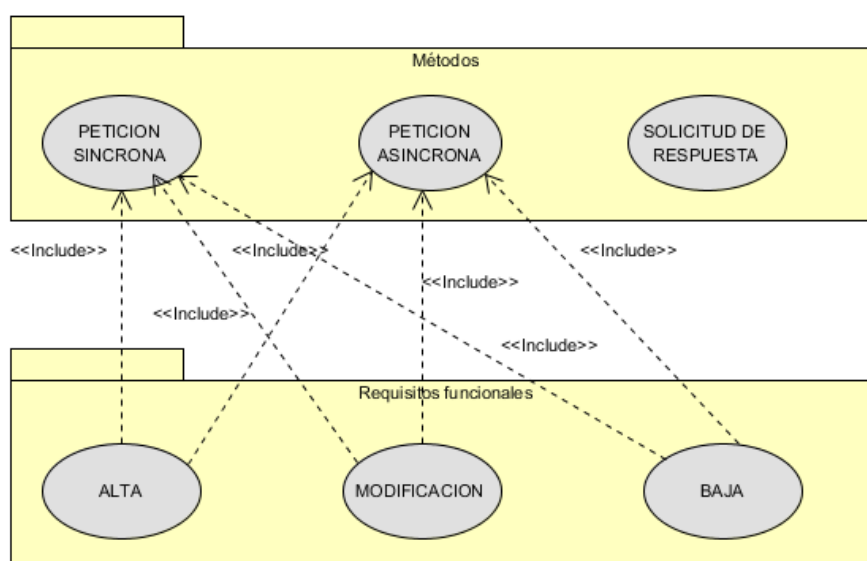 Métodos
PETICION
SINCRONA
PETICION
ASINCRONA
SOLICITUD DE
RESPUESTA
<<Include>>
<<Include>>
<<Include>>
<<Include>>
<<Include>>
<<Include>>
Requisitos funcionales
ALTA
MODIFICACION
BAJA